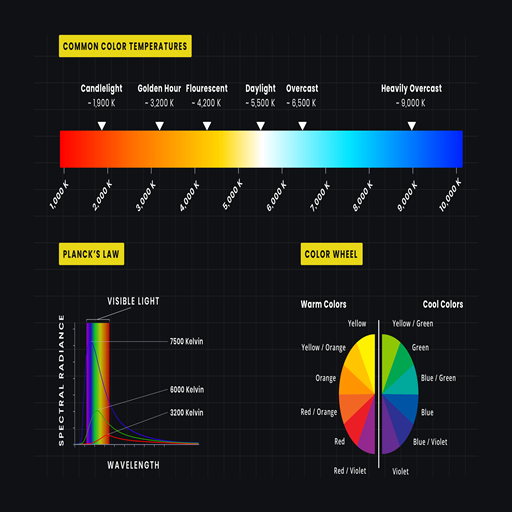 COMMON COLOR TEMPERATURES
Candlelight
~ 1,900 K
Golden Hour
~ 3,200 K
Flourescent
~ 4,200 K
Daylight
~ 5,500 K
Overcast
~ 6,500 K
Heavily Overcast
~ 9,000 K
1,000 K
2,000 K
3,000 K
4,000 K
5,000 K
6,000 K
7,000 K
8,000 K
9,000 K
10,000 K
PLANCK'S LAW
VISIBLE LIGHT
SPECTRAL RADIANCE
7500 Kelvin
6000 Kelvin
3200 Kelvin
WAVELENGTH
COLOR WHEEL
Warm Colors
Cool Colors
Yellow
Yellow / Green
Yellow / Orange
Green
Orange
Blue / Green
Red / Orange
Blue
Red
Blue / Violet
Red / Violet
Violet